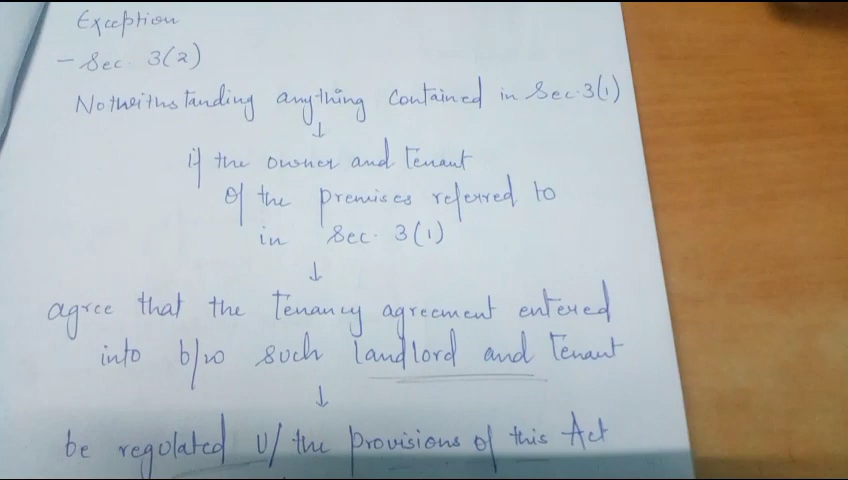 Exception
- Sec. 3(2)
Notwithstanding anything contained in Sec. 3(1)
↓
if the owner and tenant
of the premises referred to
in Sec. 3(1)
↓
agree that the Tenancy agreement entered
into b/w such landlord and Tenant
↓
be regulated u/ the provisions of this Act